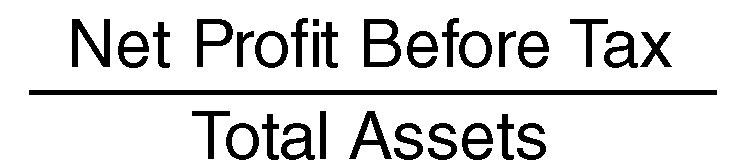 Net Profit Before Tax
Total Assets